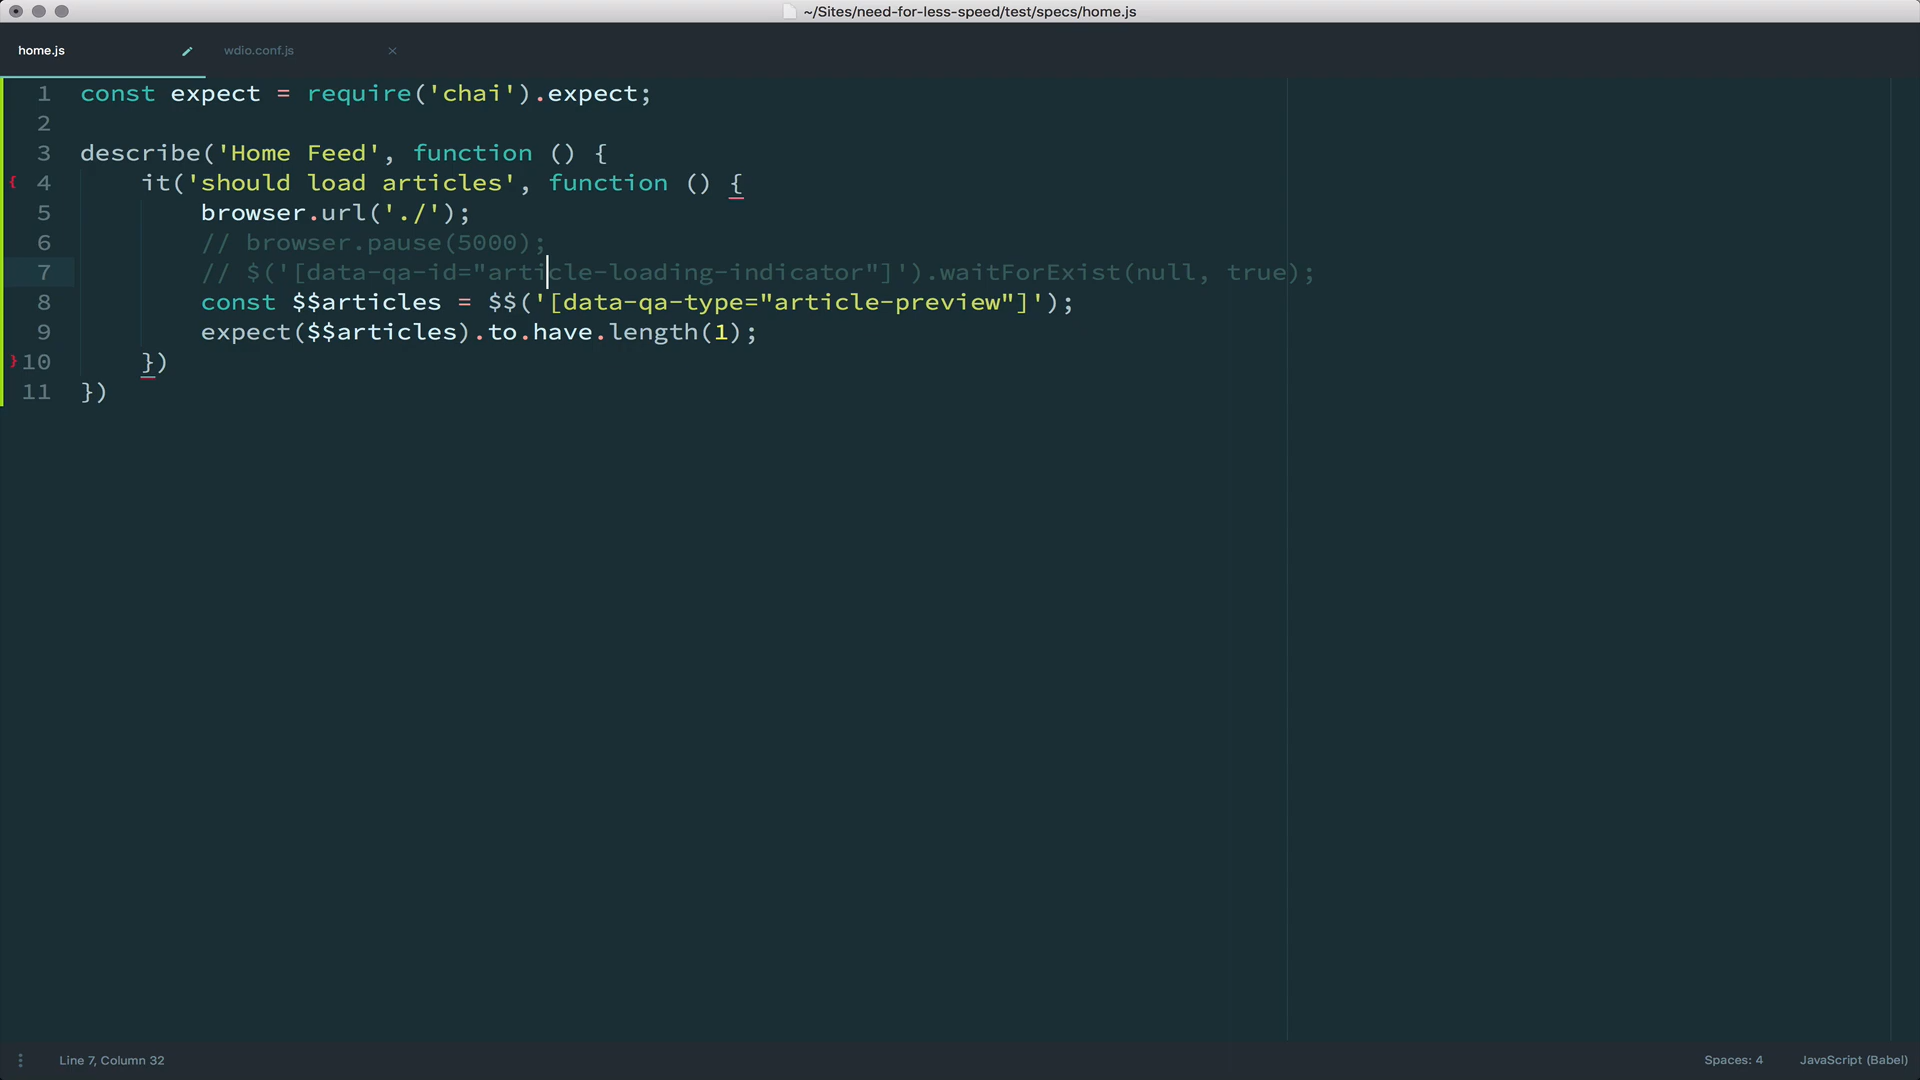 ~/Sites/need-for-less-speed/test/specs/home.js
home.js
wdio.conf.js
1 const expect = require('chai').expect;
2
3 describe('Home Feed', function () {
{ 4 it('should load articles', function () {
5 browser.url('./');
6 // browser.pause(5000);
7 // $('[data-qa-id="article-loading-indicator"]').waitForExist(null, true);
8 const $$articles = $$('[data-qa-type="article-preview"]');
9 expect($$articles).to.have.length(1);
} 10 })
11 })
Line 7, Column 32
Spaces: 4
JavaScript (Babel)